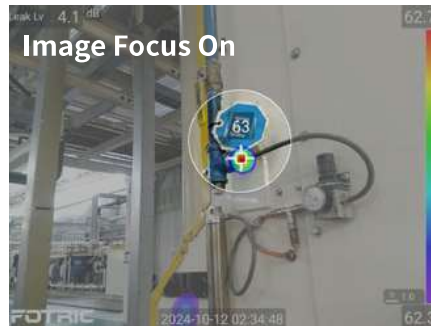 Leak Lv : 4.1 dB
62.7
Image Focus On
63
1.0
FOTRIC
2024-10-12 02:34:48
62.3